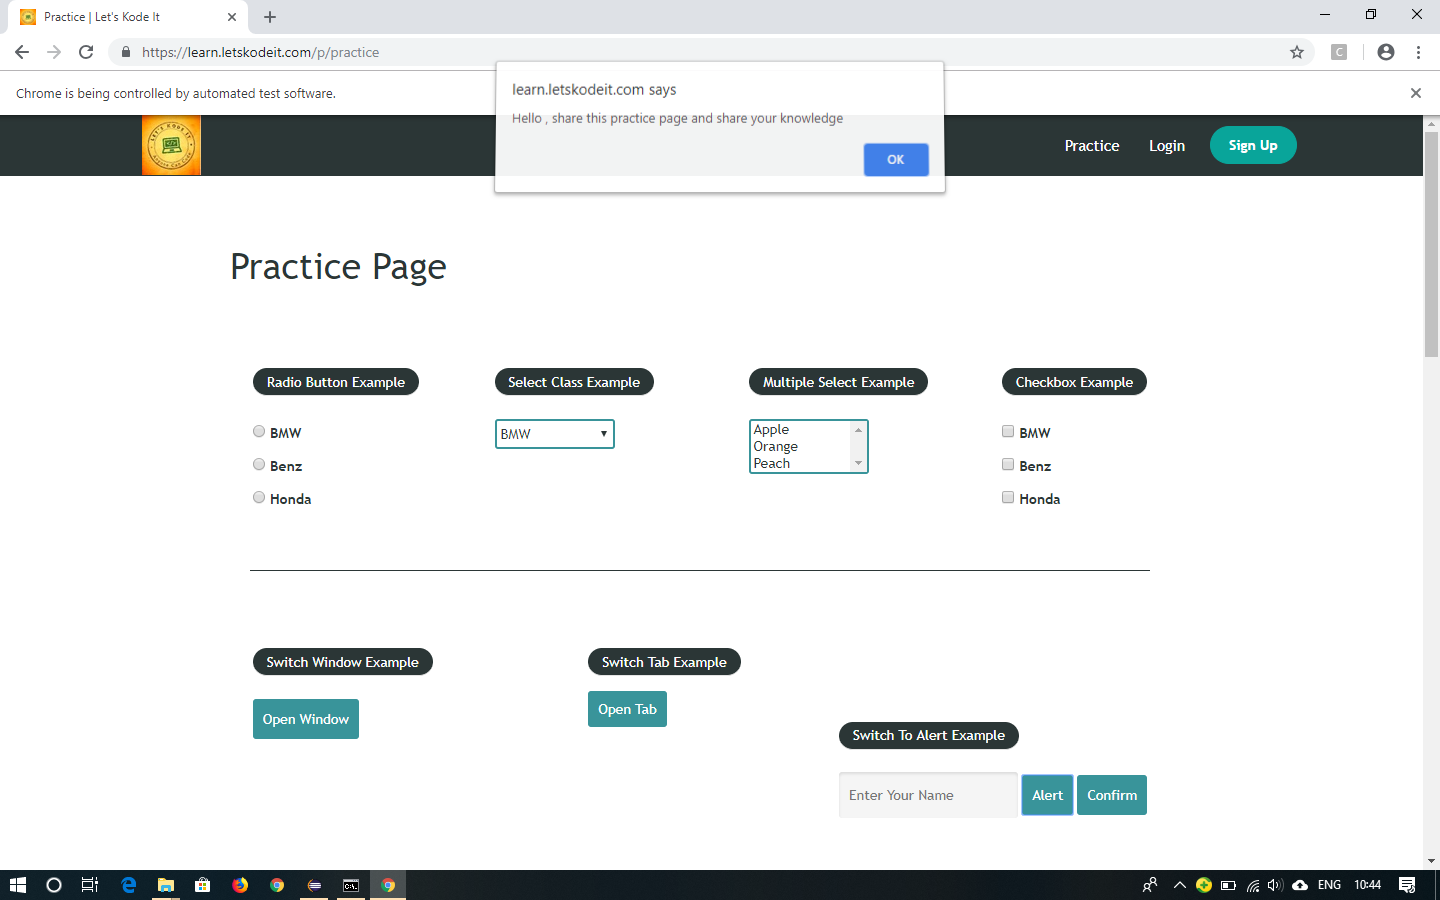 Practice | Let's Kode It
https://learn.letskodeit.com/p/practice
C
Chrome is being controlled by automated test software.
learn.letskodeit.com says
Hello , share this practice page and share your knowledge
OK
LET'S KODE IT
Practice
Login
Sign Up
Practice Page
Radio Button Example
Select Class Example
Multiple Select Example
Checkbox Example
BMW
Benz
Honda
BMW
Apple
Orange
Peach
BMW
Benz
Honda
Switch Window Example
Switch Tab Example
Open Window
Open Tab
Switch To Alert Example
Enter Your Name
Alert
Confirm
C:\.
ENG
10:44